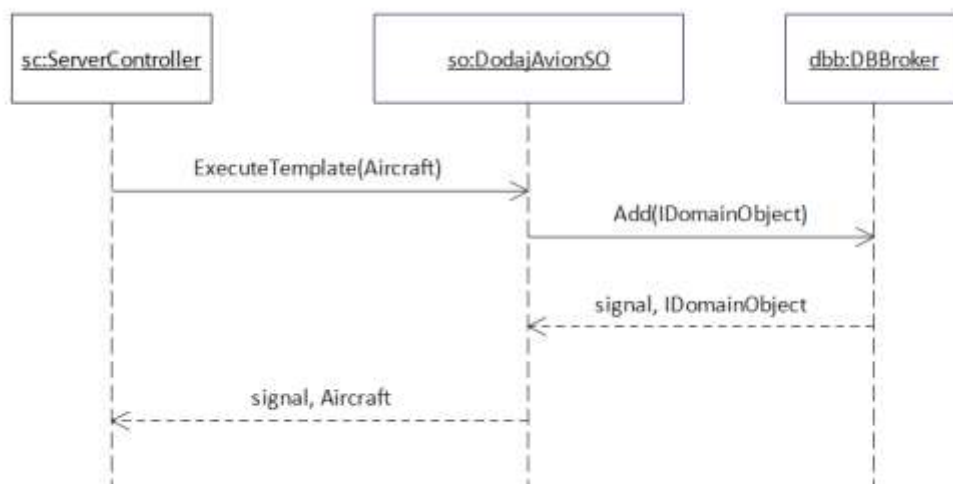 sc:ServerController
so:DodajAvionSO
dbb:DBBroker
ExecuteTemplate(Aircraft)
Add(IDomainObject)
signal, IDomainObject
signal, Aircraft